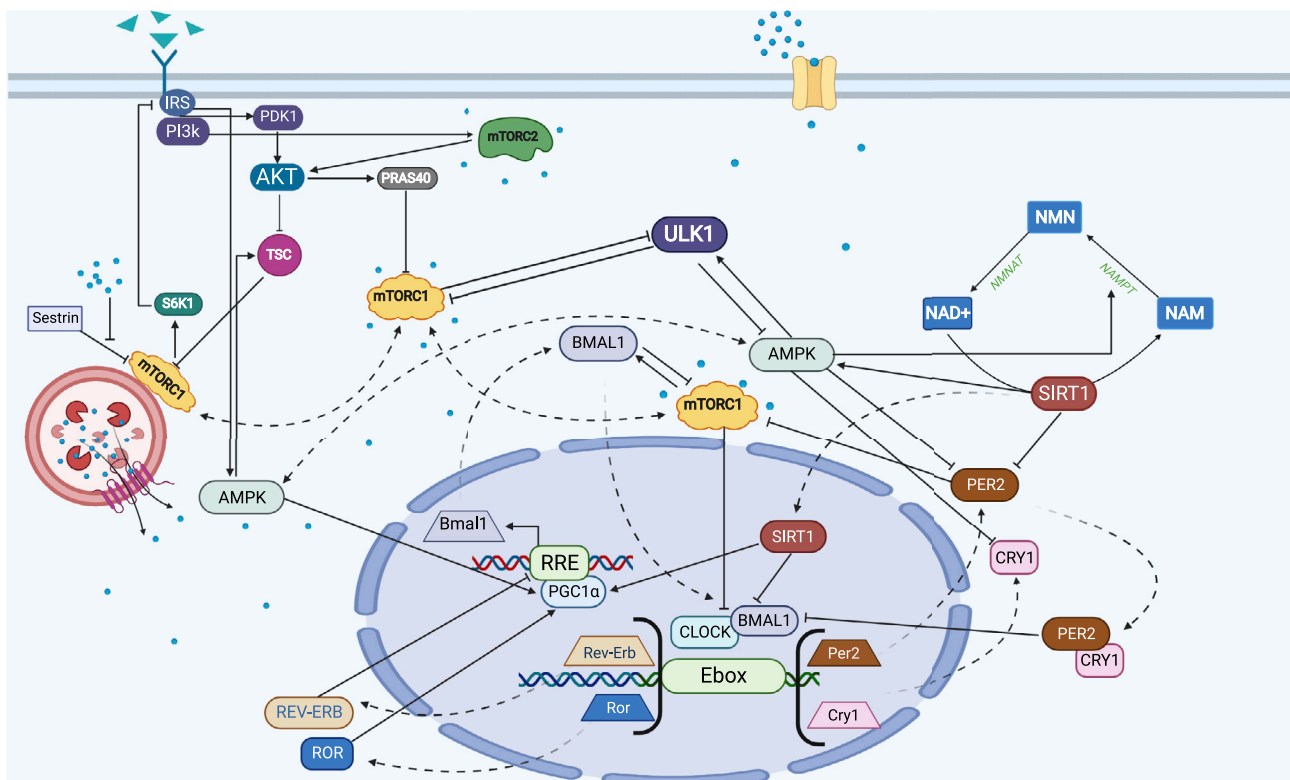 IRS
PI3k
PDK1
mTORC2
AKT
PRAS40
TSC
ULK1
NMN
NMNAT
NAMPT
NAD+
NAM
S6K1
Sestrin
mTORC1
mTORC1
BMAL1
AMPK
mTORC1
SIRT1
AMPK
PER2
Bmal1
RRE
PGC1α
SIRT1
CRY1
CLOCK
BMAL1
PER2
CRY1
Rev-Erb
Ebox
Per2
Ror
Cry1
REV-ERB
ROR